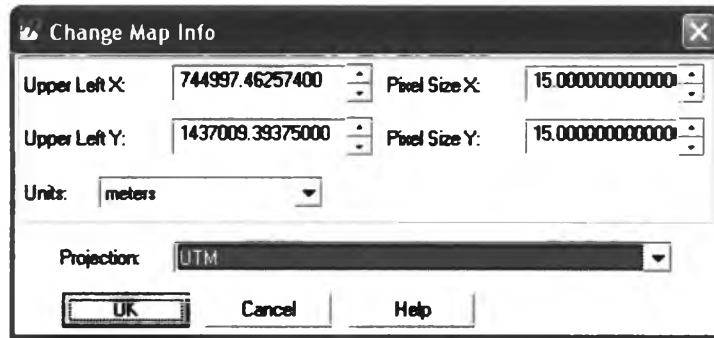 Change Map Info
Upper Left X: 744997.46257400 Pixel Size X: 15.000000000000
Upper Left Y: 1437009.39375000 Pixel Size Y: 15.000000000000
Units: meters
Projection: UTM
OK Cancel Help